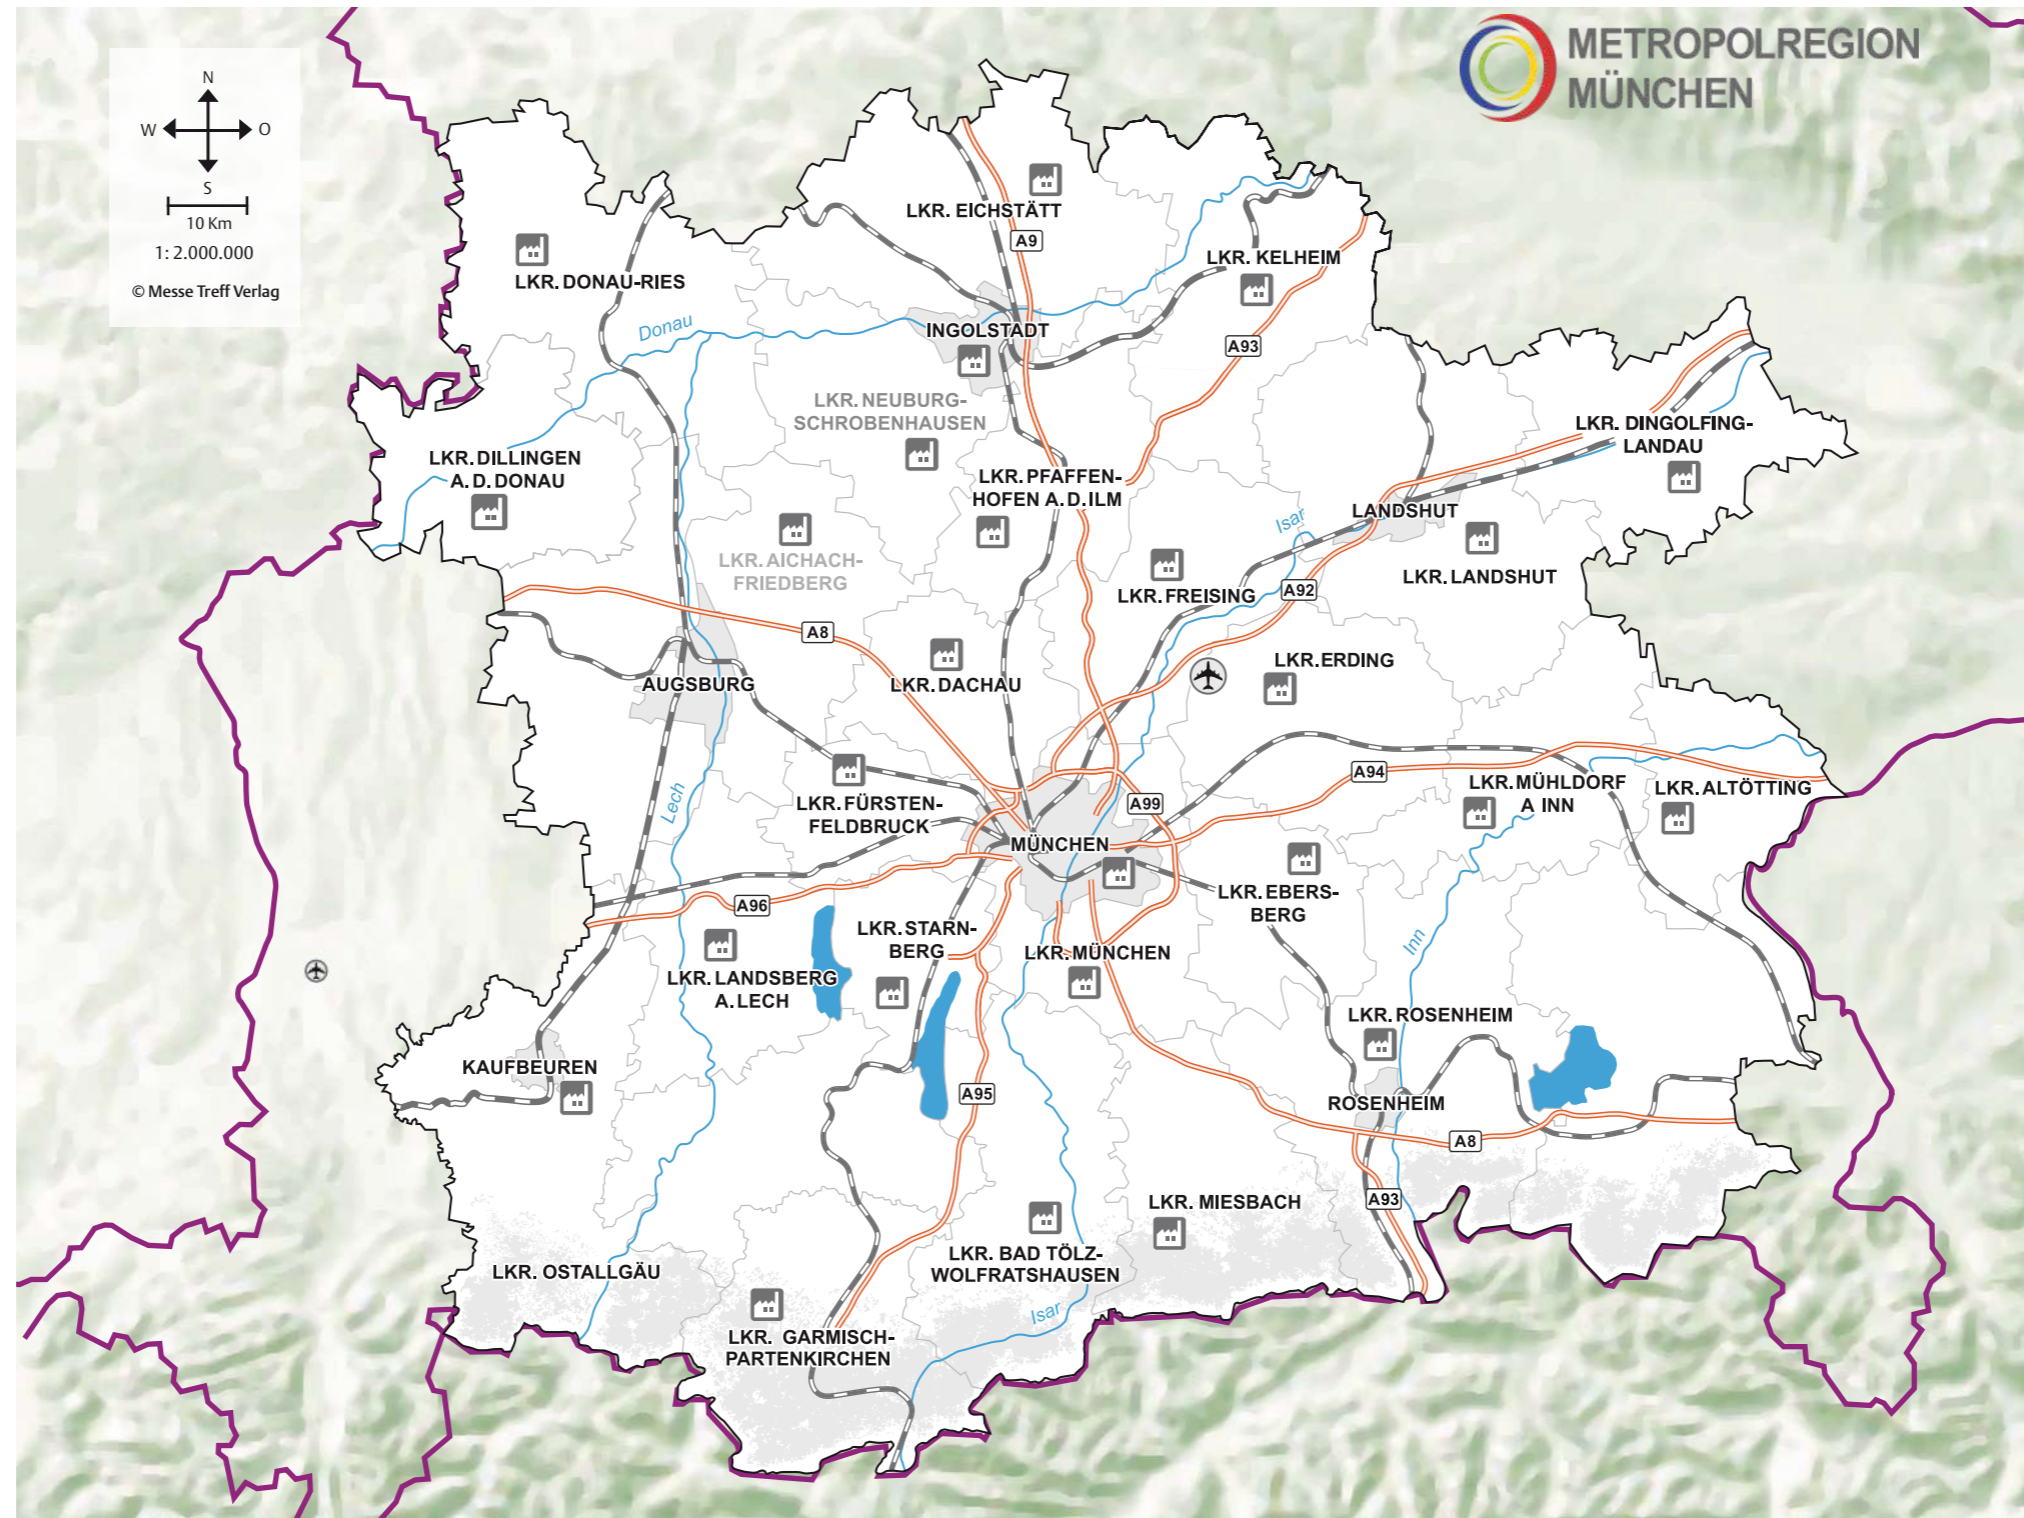 METROPOLREGION
MÜNCHEN
N
W
O
S
10 Km
1: 2.000.000
© Messe Treff Verlag
LKR. EICHSTÄTT
A9
LKR. DONAU-RIES
LKR. KELHEIM
Donau
INGOLSTADT
A93
LKR. NEUBURG-
SCHROBENHAUSEN
LKR. DINGOLFING-
LANDAU
LKR. DILLINGEN
A. D. DONAU
LKR. PFAFFEN-
HOFEN A. D. ILM
LANDSHUT
Isar
LKR. AICHACH-
FRIEDBERG
LKR. LANDSHUT
LKR. FREISING
A92
A8
LKR. ERDING
AUGSBURG
LKR. DACHAU
Lech
A94
LKR. MÜHLDORF
A INN
LKR. ALTÖTTING
LKR. FÜRSTEN-
FELDBRUCK
A99
MÜNCHEN
LKR. EBERS-
BERG
A96
LKR. STARN-
BERG
LKR. MÜNCHEN
Inn
LKR. LANDSBERG
A. LECH
LKR. ROSENHEIM
KAUFBEUREN
A95
ROSENHEIM
A8
A93
LKR. MIESBACH
LKR. BAD TÖLZ-
WOLFRATSHAUSEN
LKR. OSTALLGÄU
Isar
LKR. GARMISCH-
PARTENKIRCHEN